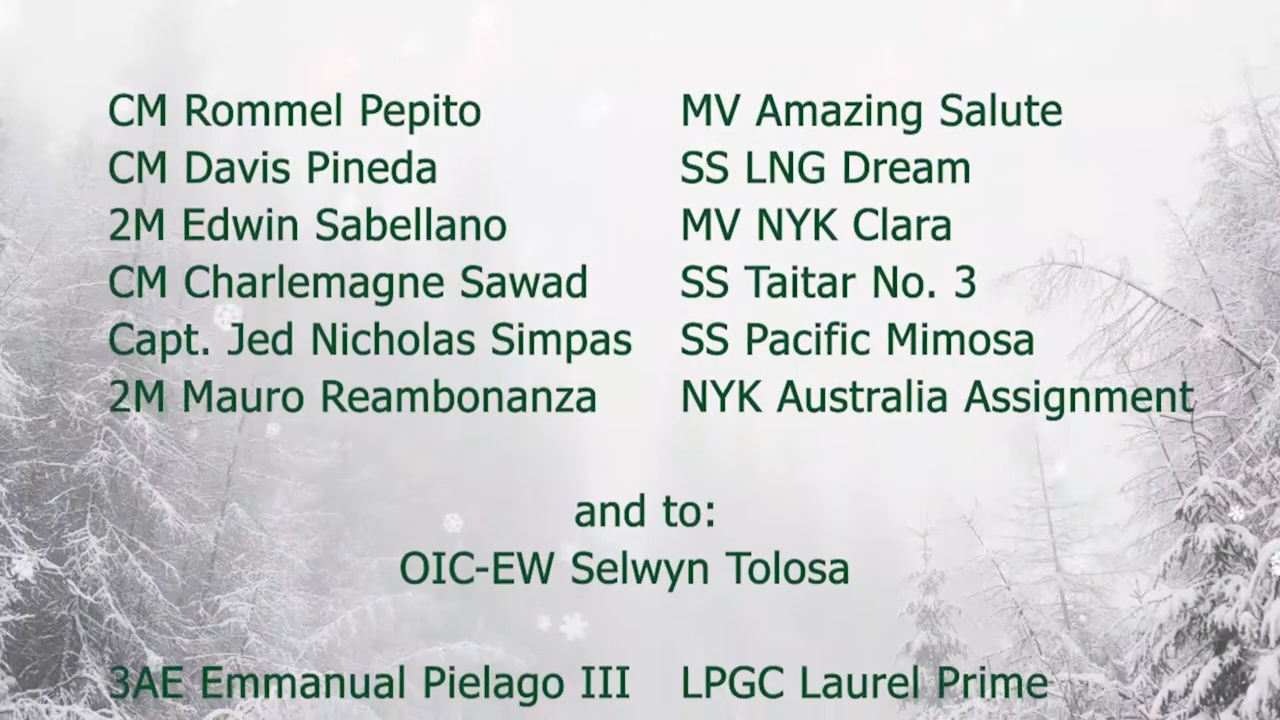 CM Rommel Pepito MV Amazing Salute
CM Davis Pineda SS LNG Dream
2M Edwin Sabellano MV NYK Clara
CM Charlemagne Sawad SS Taitar No. 3
Capt. Jed Nicholas Simpas SS Pacific Mimosa
2M Mauro Reambonanza NYK Australia Assignment
and to:
OIC-EW Selwyn Tolosa
3AE Emmanual Pielago III LPGC Laurel Prime